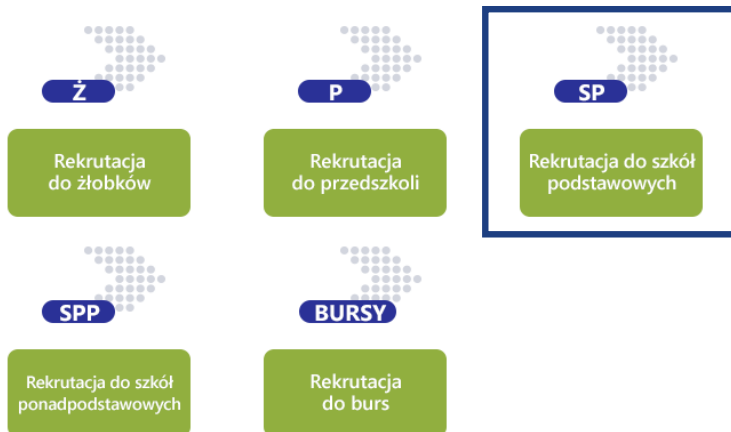 Ż
Rekrutacja
do żłobków
P
Rekrutacja
do przedszkoli
SP
Rekrutacja do szkół
podstawowych
SPP
Rekrutacja do szkół
ponadpodstawowych
BURSY
Rekrutacja
do burs